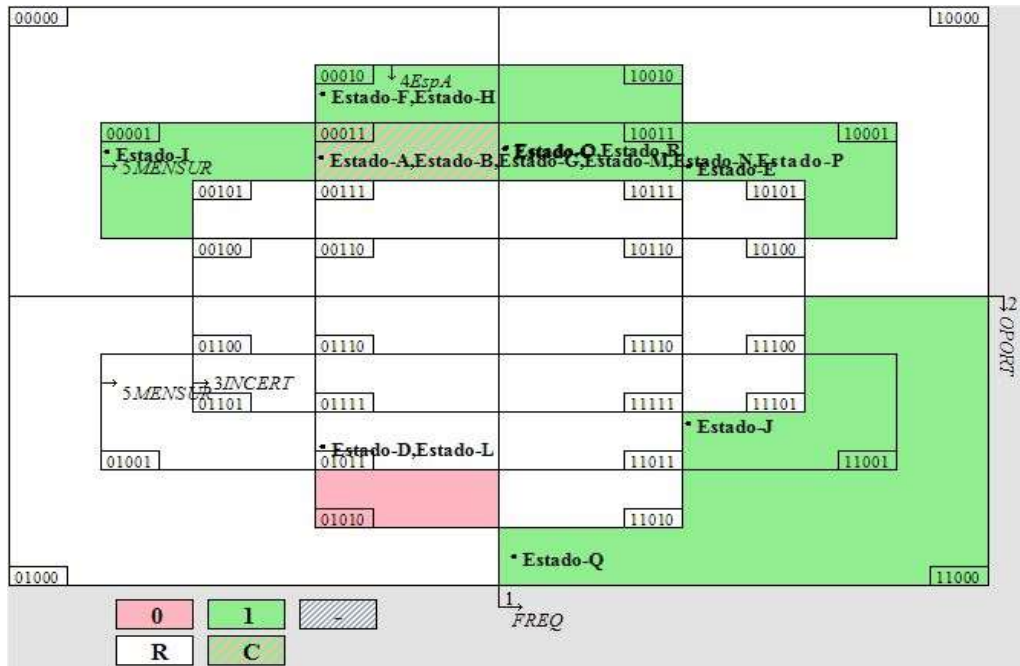 00000 10000
00010 4EspA 10010
Estado-F,Estado-H
00001 00011 10011 10001
Estado-I Estado-O,Estado-R
Estado-A,Estado-B,Estado-G,Estado-M,Estado-N,Estado-P
5MENSUR Estado-E
00101 00111 10111 10101
00100 00110 10110 10100
2 OPORT
01100 01110 11110 11100
5MENSUR 3INCERT
01101 01111 11111 11101
Estado-J
Estado-D,Estado-L
01001 01011 11011 11001
01010 11010
Estado-Q
01000 11000
1 FREQ
0 1 -
R C